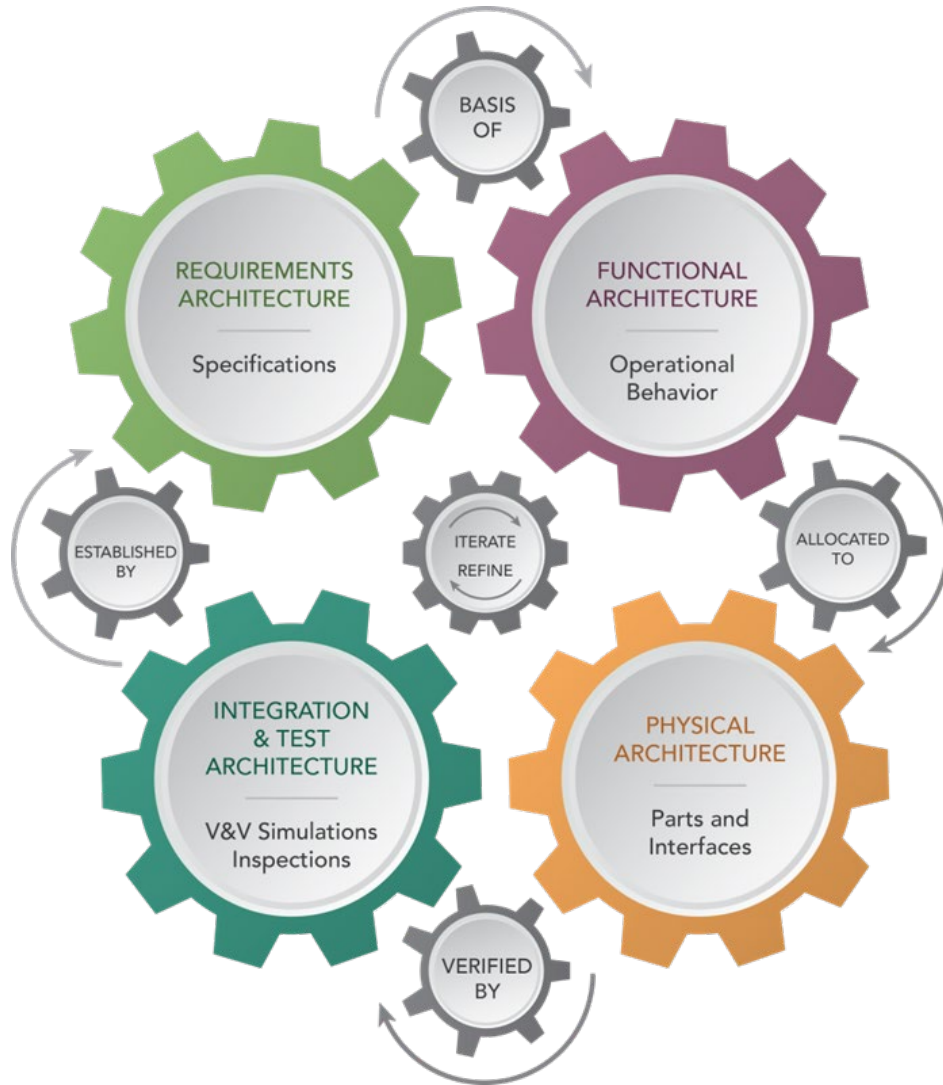 BASIS
OF
REQUIREMENTS
ARCHITECTURE
Specifications
FUNCTIONAL
ARCHITECTURE
Operational
Behavior
ESTABLISHED
BY
ITERATE
REFINE
ALLOCATED
TO
INTEGRATION
& TEST
ARCHITECTURE
V&V Simulations
Inspections
PHYSICAL
ARCHITECTURE
Parts and
Interfaces
VERIFIED
BY